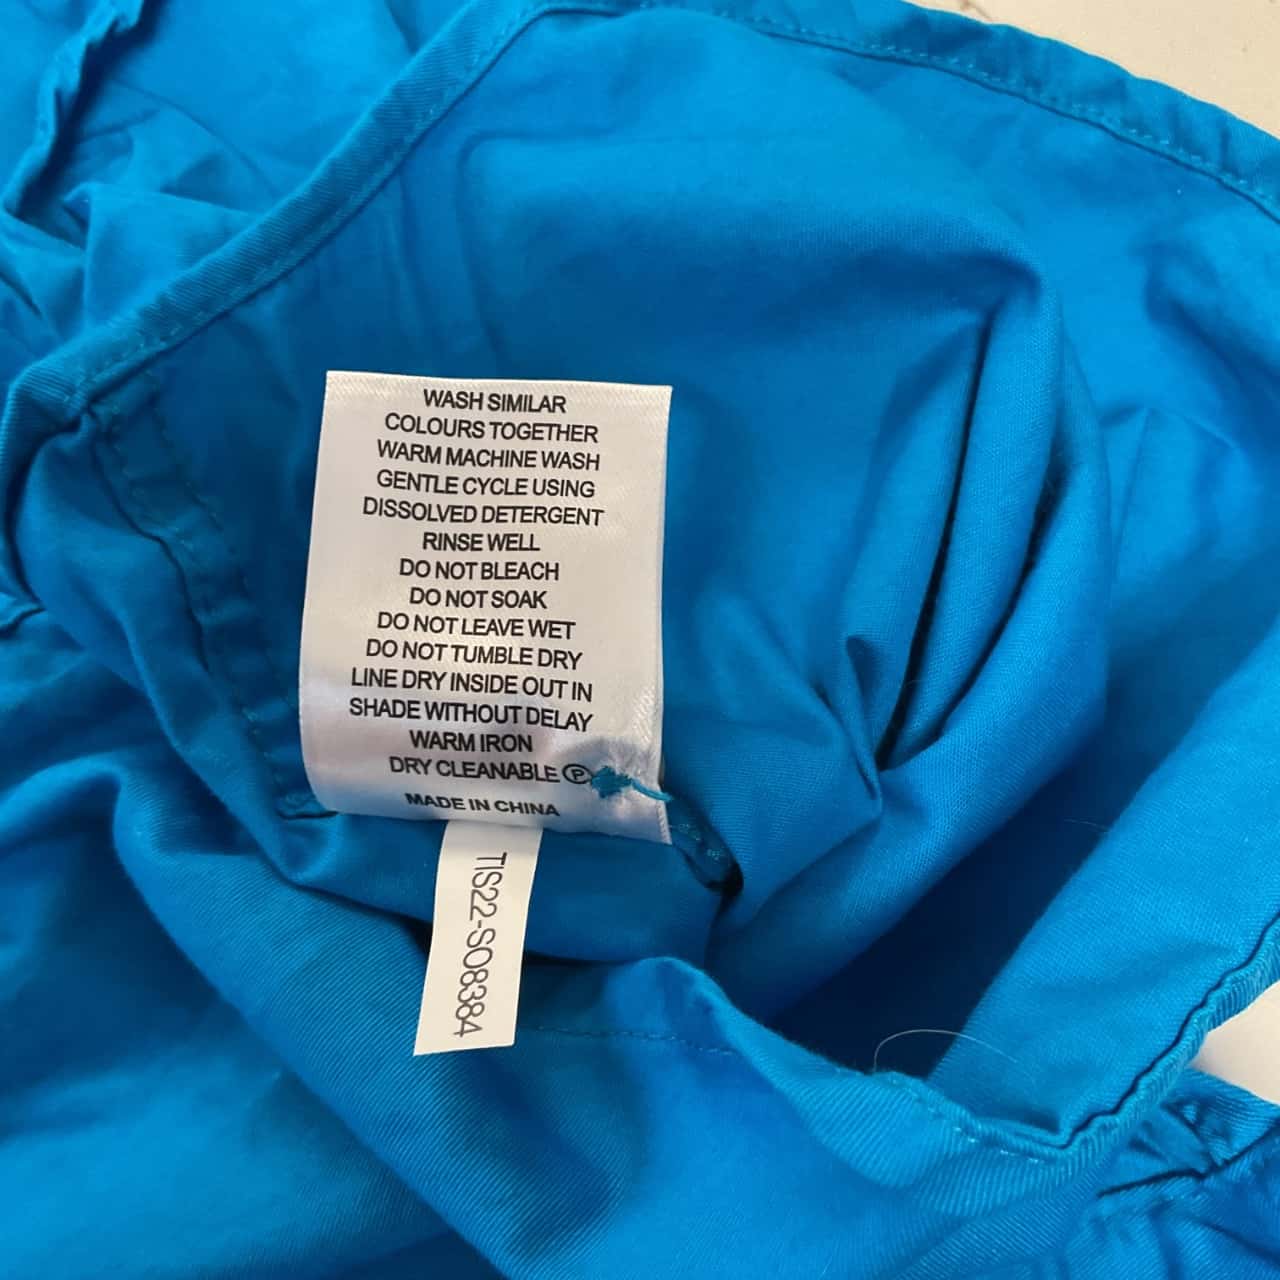 WASH SIMILAR
COLOURS TOGETHER
WARM MACHINE WASH
GENTLE CYCLE USING
DISSOLVED DETERGENT
RINSE WELL
DO NOT BLEACH
DO NOT SOAK
DO NOT LEAVE WET
DO NOT TUMBLE DRY
LINE DRY INSIDE OUT IN
SHADE WITHOUT DELAY
WARM IRON
DRY CLEANABLE Ⓟ
MADE IN CHINA
TIS22-SO8384